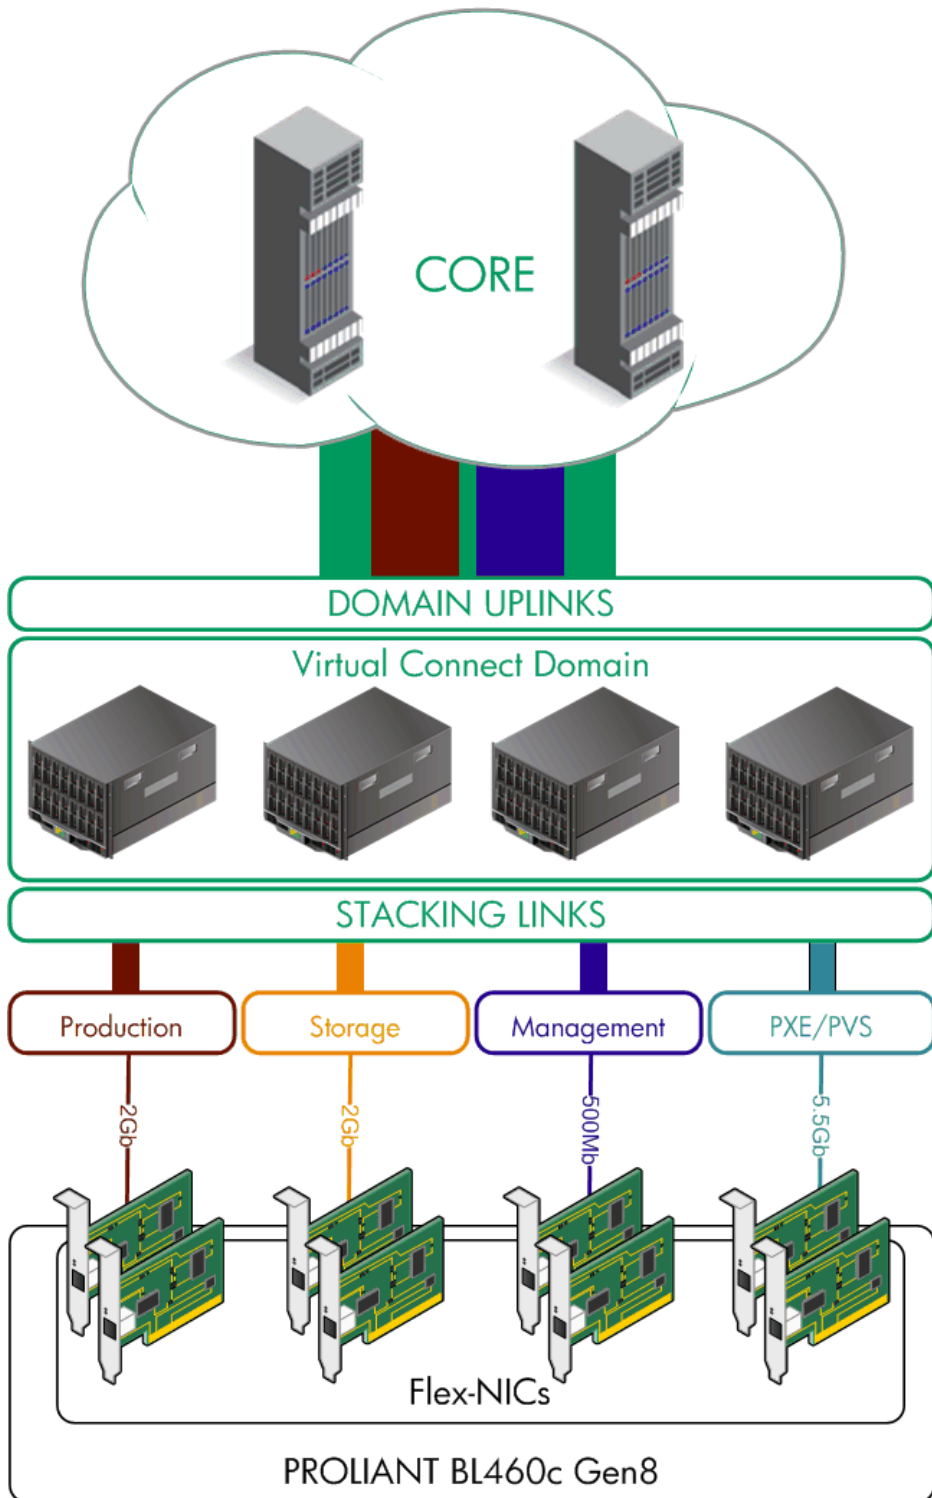 CORE
DOMAIN UPLINKS
Virtual Connect Domain
STACKING LINKS
Production
Storage
Management
PXE/PVS
2Gb
2Gb
500Mb
5.5Gb
Flex-NICs
PROLIANT BL460c Gen8